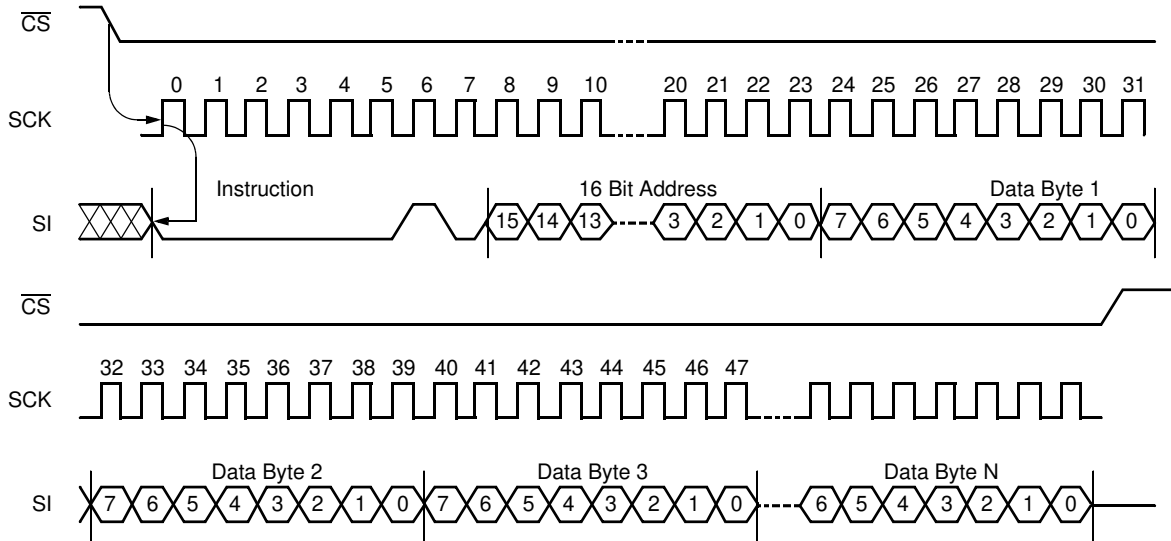 CS
0 1 2 3 4 5 6 7 8 9 10 20 21 22 23 24 25 26 27 28 29 30 31
SCK
Instruction 16 Bit Address Data Byte 1
SI 15 14 13 3 2 1 0 7 6 5 4 3 2 1 0
CS
32 33 34 35 36 37 38 39 40 41 42 43 44 45 46 47
SCK
Data Byte 2 Data Byte 3 Data Byte N
SI 7 6 5 4 3 2 1 0 7 6 5 4 3 2 1 0 6 5 4 3 2 1 0